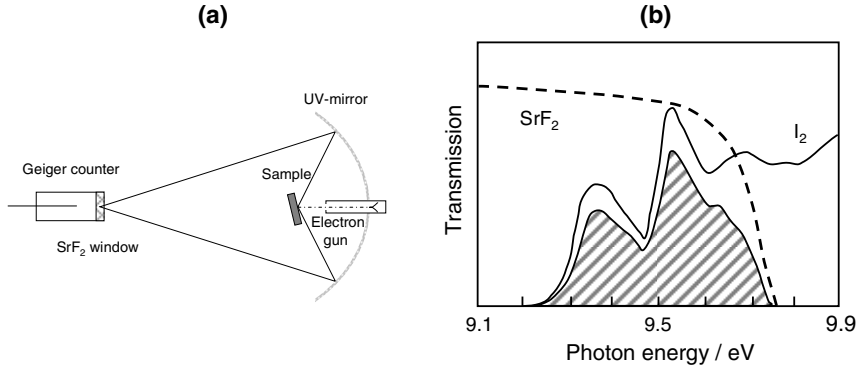 (a)
UV-mirror
Geiger counter
Sample
Electron
gun
SrF₂ window
(b)
Transmission
SrF₂
I₂
9.1 9.5 9.9
Photon energy / eV